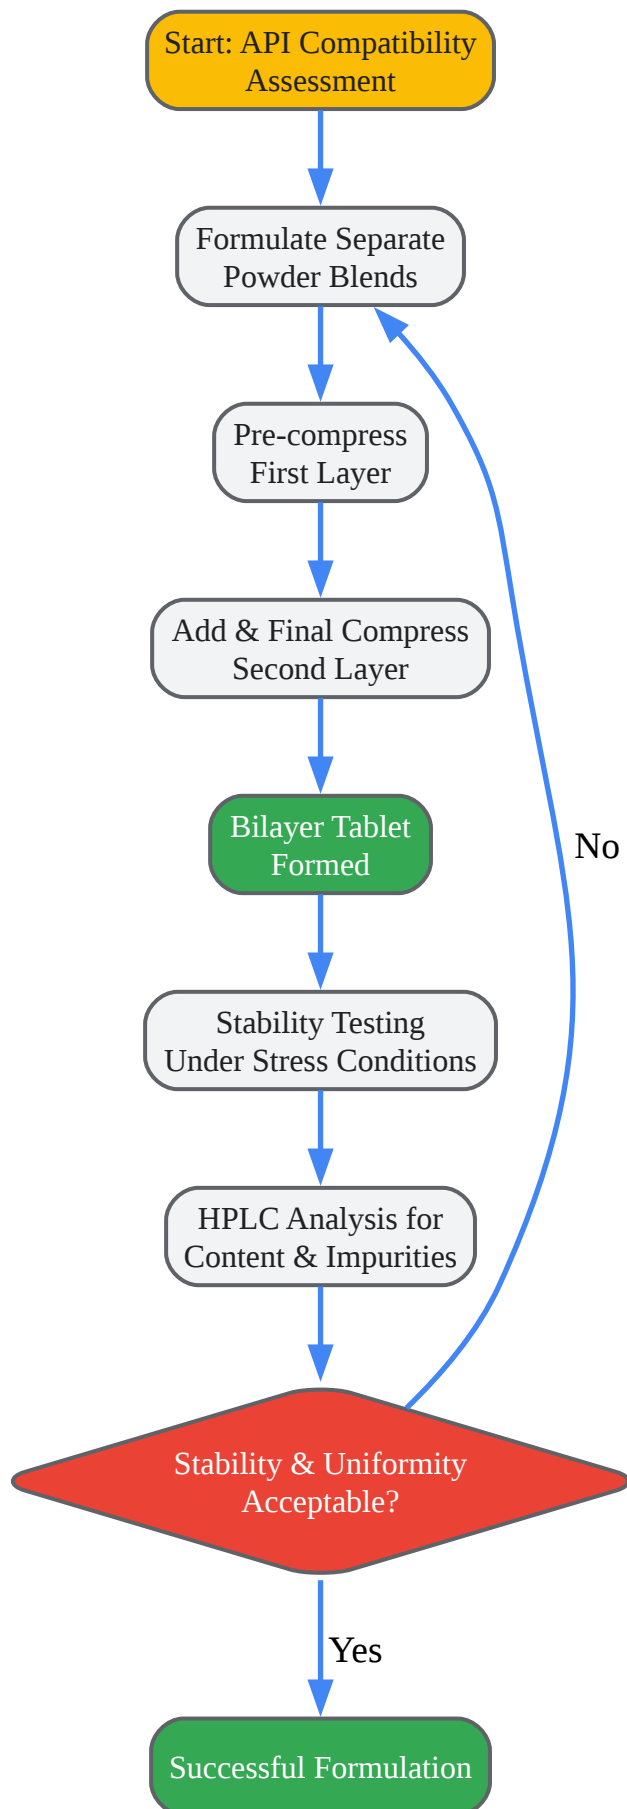 Start: API Compatibility
Assessment
Formulate Separate
Powder Blends
Pre-compress
First Layer
Add & Final Compress
Second Layer
Bilayer Tablet
Formed
No
Stability Testing
Under Stress Conditions
HPLC Analysis for
Content & Impurities
Stability & Uniformity
Acceptable?
Yes
Successful Formulation